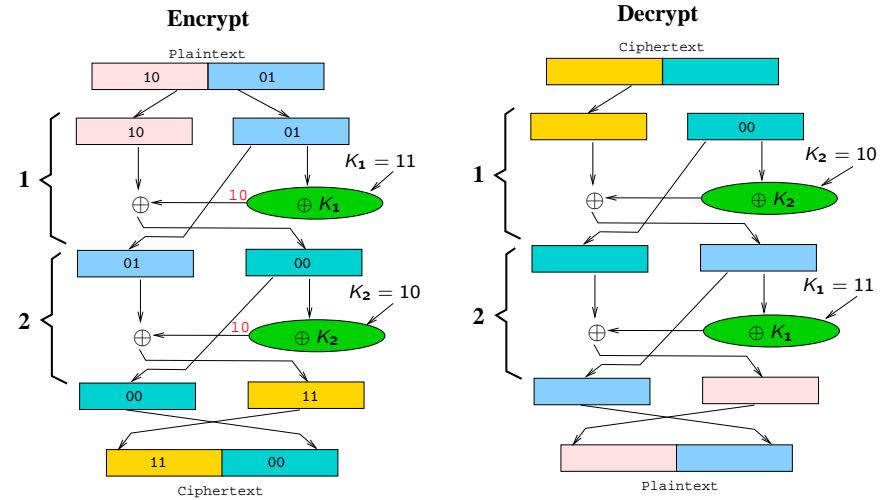 Encrypt
Plaintext
10 01
10 01
K₁ = 11
1
10
⊕ ⊕ K₁
01 00
K₂ = 10
2
10
⊕ ⊕ K₂
00 11
11 00
Ciphertext
Decrypt
Ciphertext
00
K₂ = 10
1
⊕ ⊕ K₂
K₁ = 11
2
⊕ ⊕ K₁
Plaintext